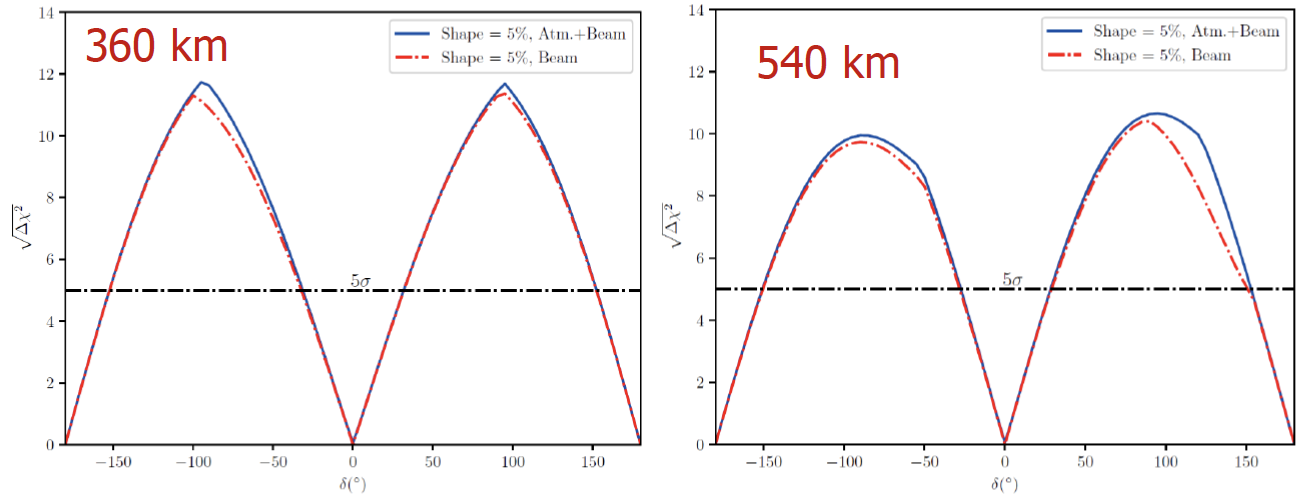 360 km
Shape = 5%, Atm.+Beam
Shape = 5%, Beam
14
12
10
8
6
4
2
0
√Δχ²
5σ
−150
−100
−50
0
50
100
150
δ(°)
540 km
Shape = 5%, Atm.+Beam
Shape = 5%, Beam
14
12
10
8
6
4
2
0
√Δχ²
5σ
−150
−100
−50
0
50
100
150
δ(°)